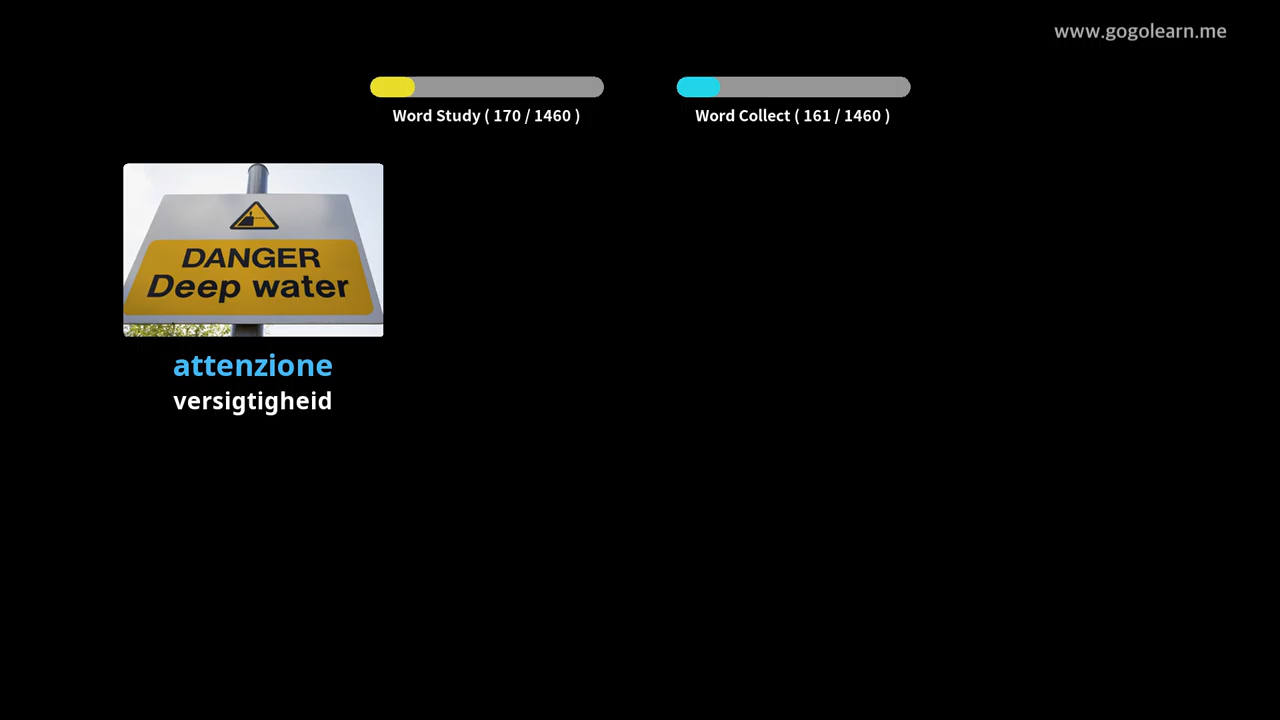 www.gogolearn.me
Word Study ( 170 / 1460 )
Word Collect ( 161 / 1460 )
DANGER
Deep water
attenzione
versigtigheid